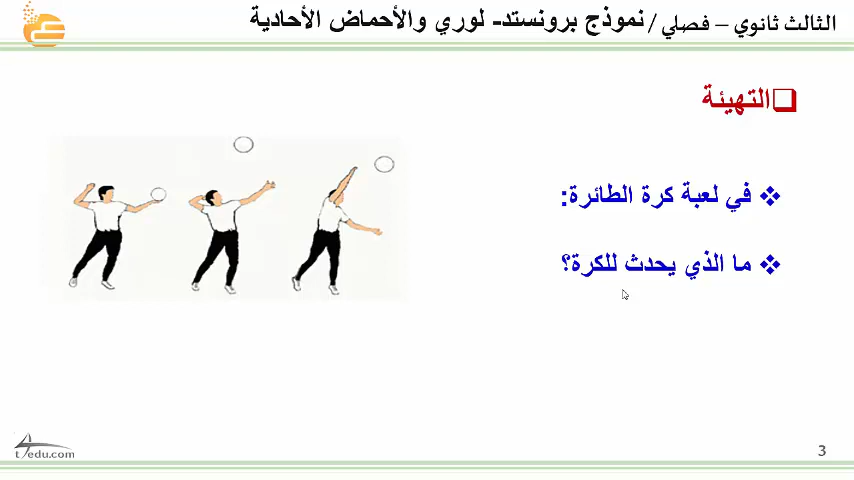 الثالث ثانوي – فصلي / نموذج برونستد- لوري والأحماض الأحادية
التهيئة
في لعبة كرة الطائرة:
ما الذي يحدث للكرة؟
t4edu.com
3